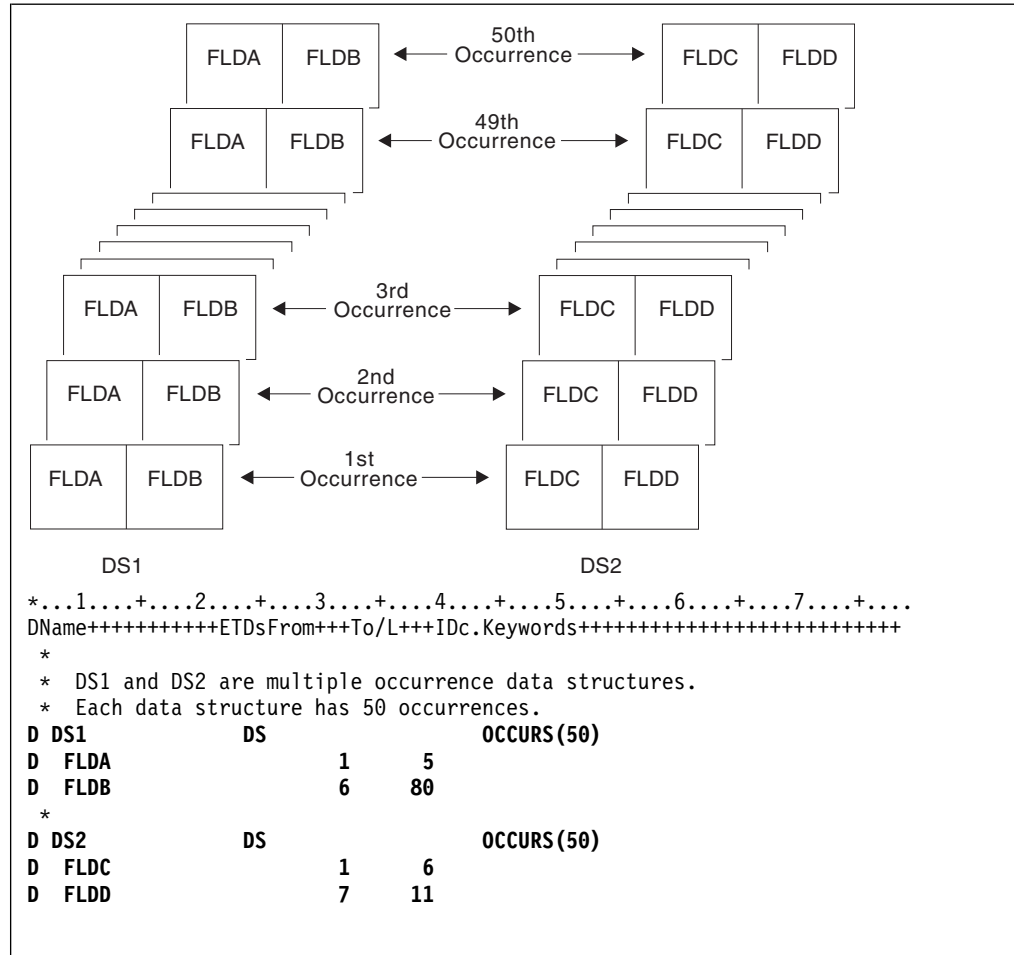 FLDA FLDB 50th Occurrence FLDC FLDD
FLDA FLDB 49th Occurrence FLDC FLDD
FLDA FLDB 3rd Occurrence FLDC FLDD
FLDA FLDB 2nd Occurrence FLDC FLDD
FLDA FLDB 1st Occurrence FLDC FLDD
DS1 DS2
*...1....+....2....+....3....+....4....+....5....+....6....+....7....+....
DName+++++++++++ETDsFrom+++To/L+++IDc.Keywords+++++++++++++++++++++++++++
*
*  DS1 and DS2 are multiple occurrence data structures.
*  Each data structure has 50 occurrences.
D DS1             DS                  OCCURS(50)
D  FLDA                   1      5
D  FLDB                   6     80
*
D DS2             DS                  OCCURS(50)
D  FLDC                   1      6
D  FLDD                   7     11